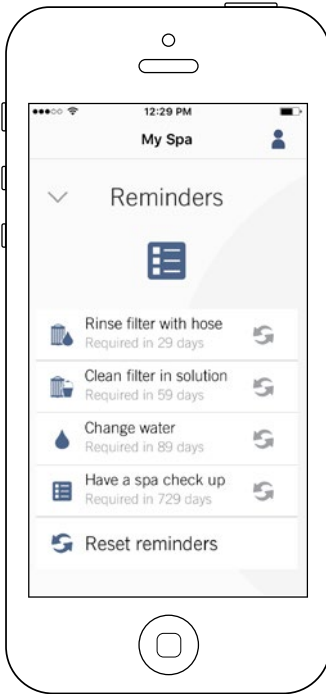 12:29 PM
My Spa
Reminders
Rinse filter with hose
Required in 29 days
Clean filter in solution
Required in 59 days
Change water
Required in 89 days
Have a spa check up
Required in 729 days
Reset reminders